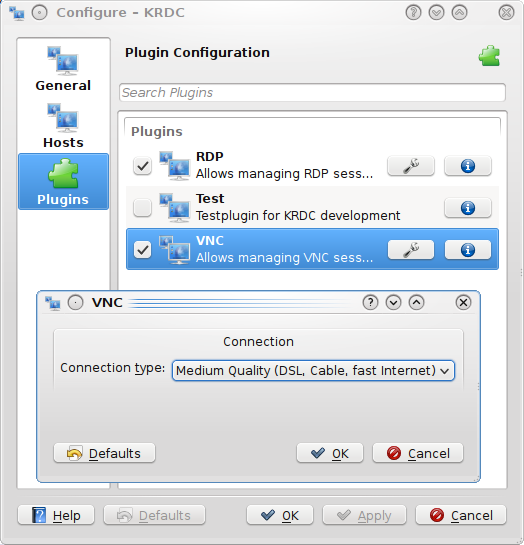 Configure – KRDC
General
Hosts
Plugins
Plugin Configuration
Search Plugins
Plugins
RDP
Allows managing RDP sess...
Test
Testplugin for KRDC development
VNC
Allows managing VNC sess...
VNC
Connection
Connection type: Medium Quality (DSL, Cable, fast Internet)
Defaults OK Cancel
Help Defaults OK Apply Cancel